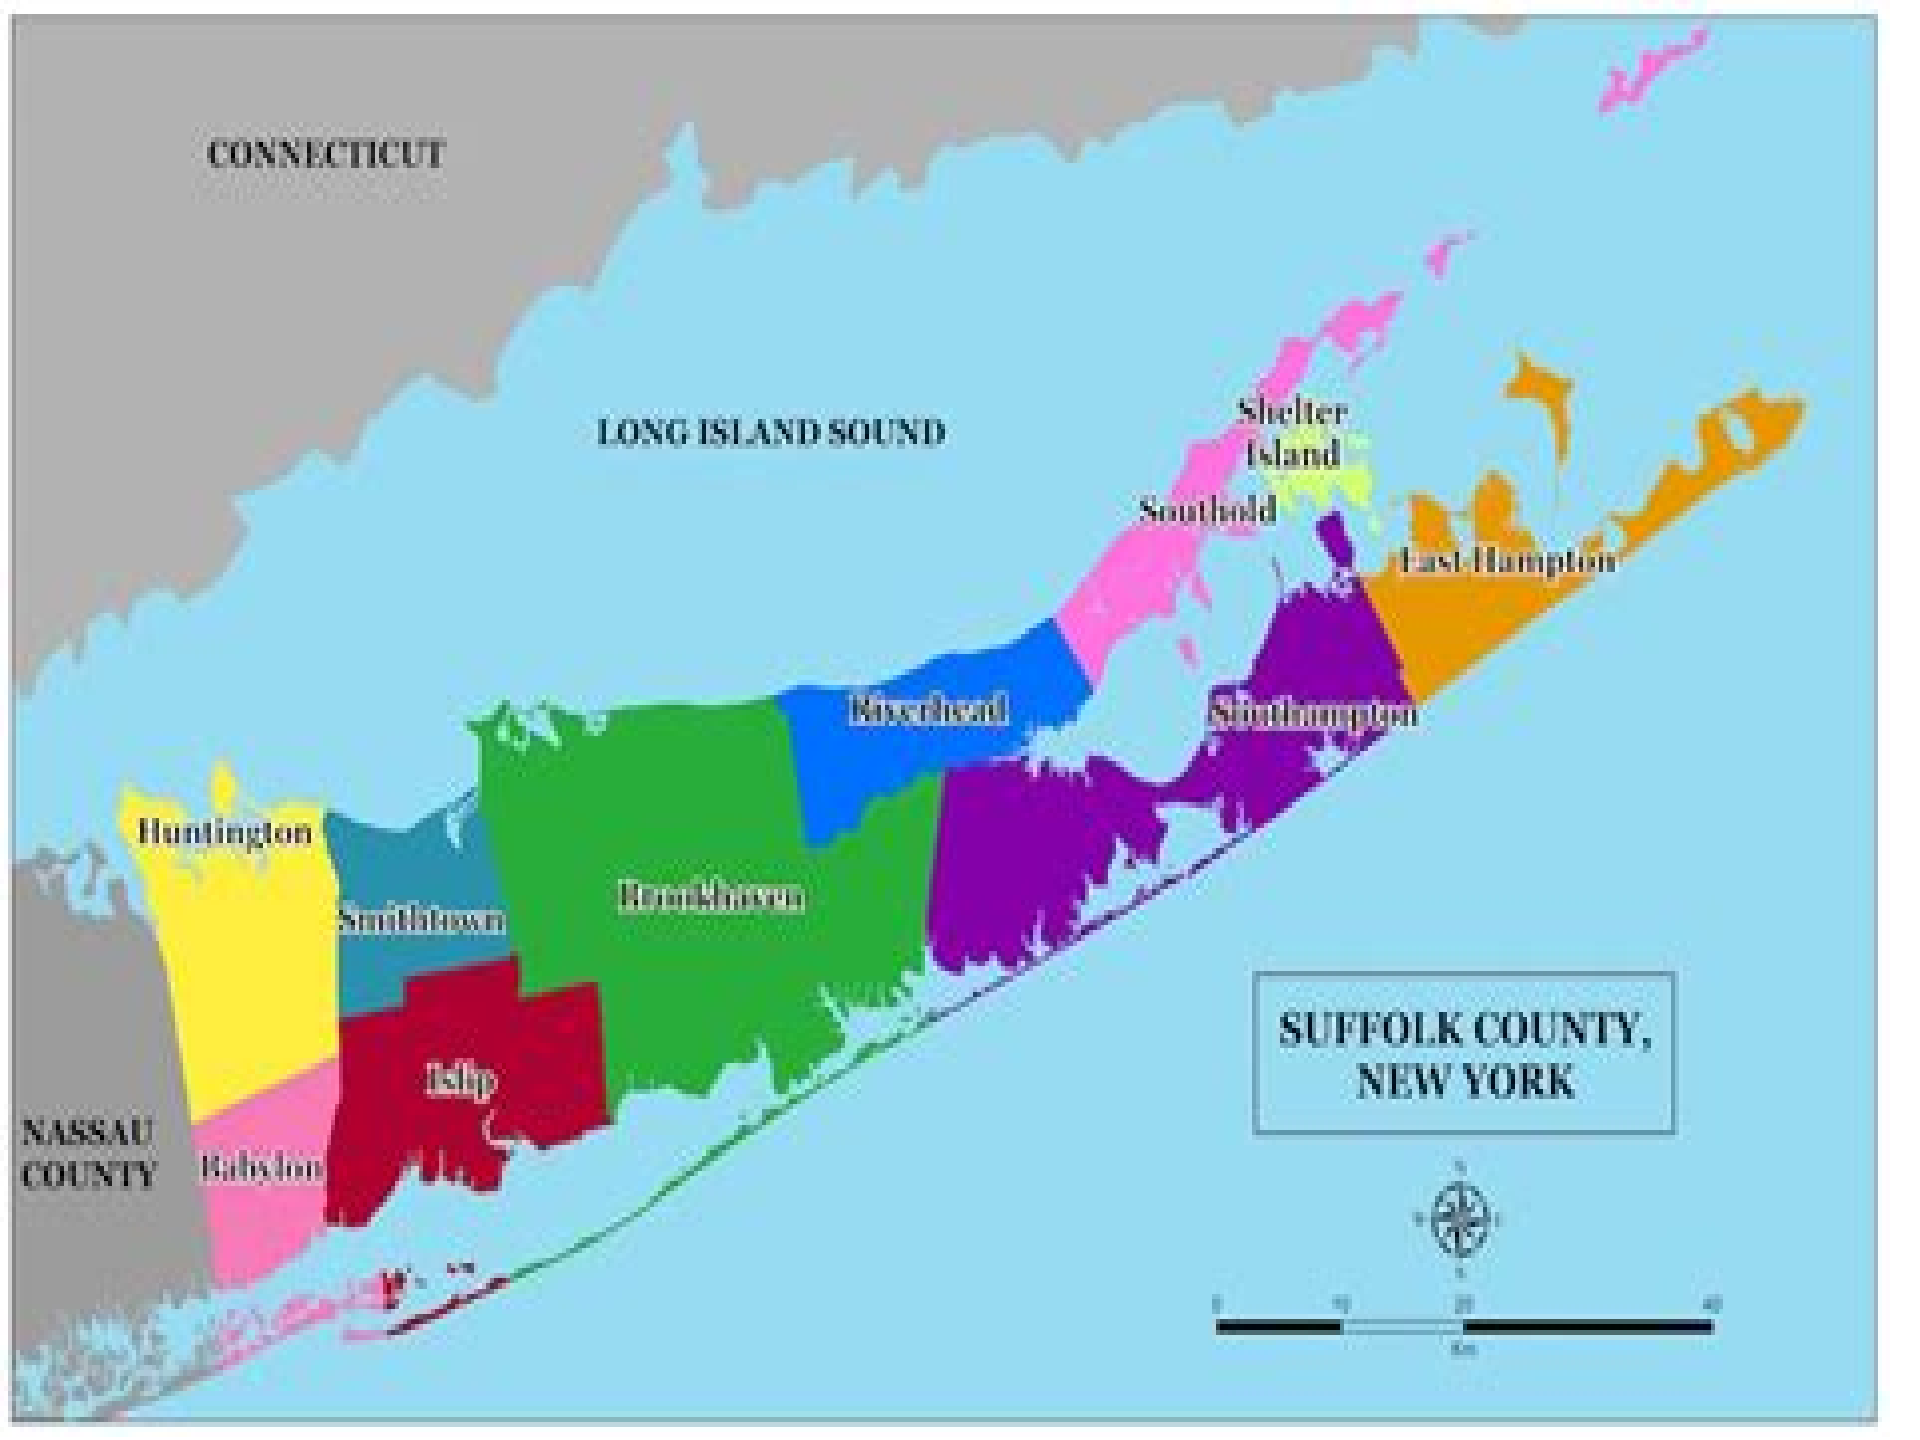 CONNECTICUT
LONG ISLAND SOUND
Shelter
Island
Southold
East Hampton
Riverhead
Southampton
Huntington
Smithtown
Brookhaven
Islip
Babylon
NASSAU
COUNTY
SUFFOLK COUNTY,
NEW YORK
0 10 20 40
Km